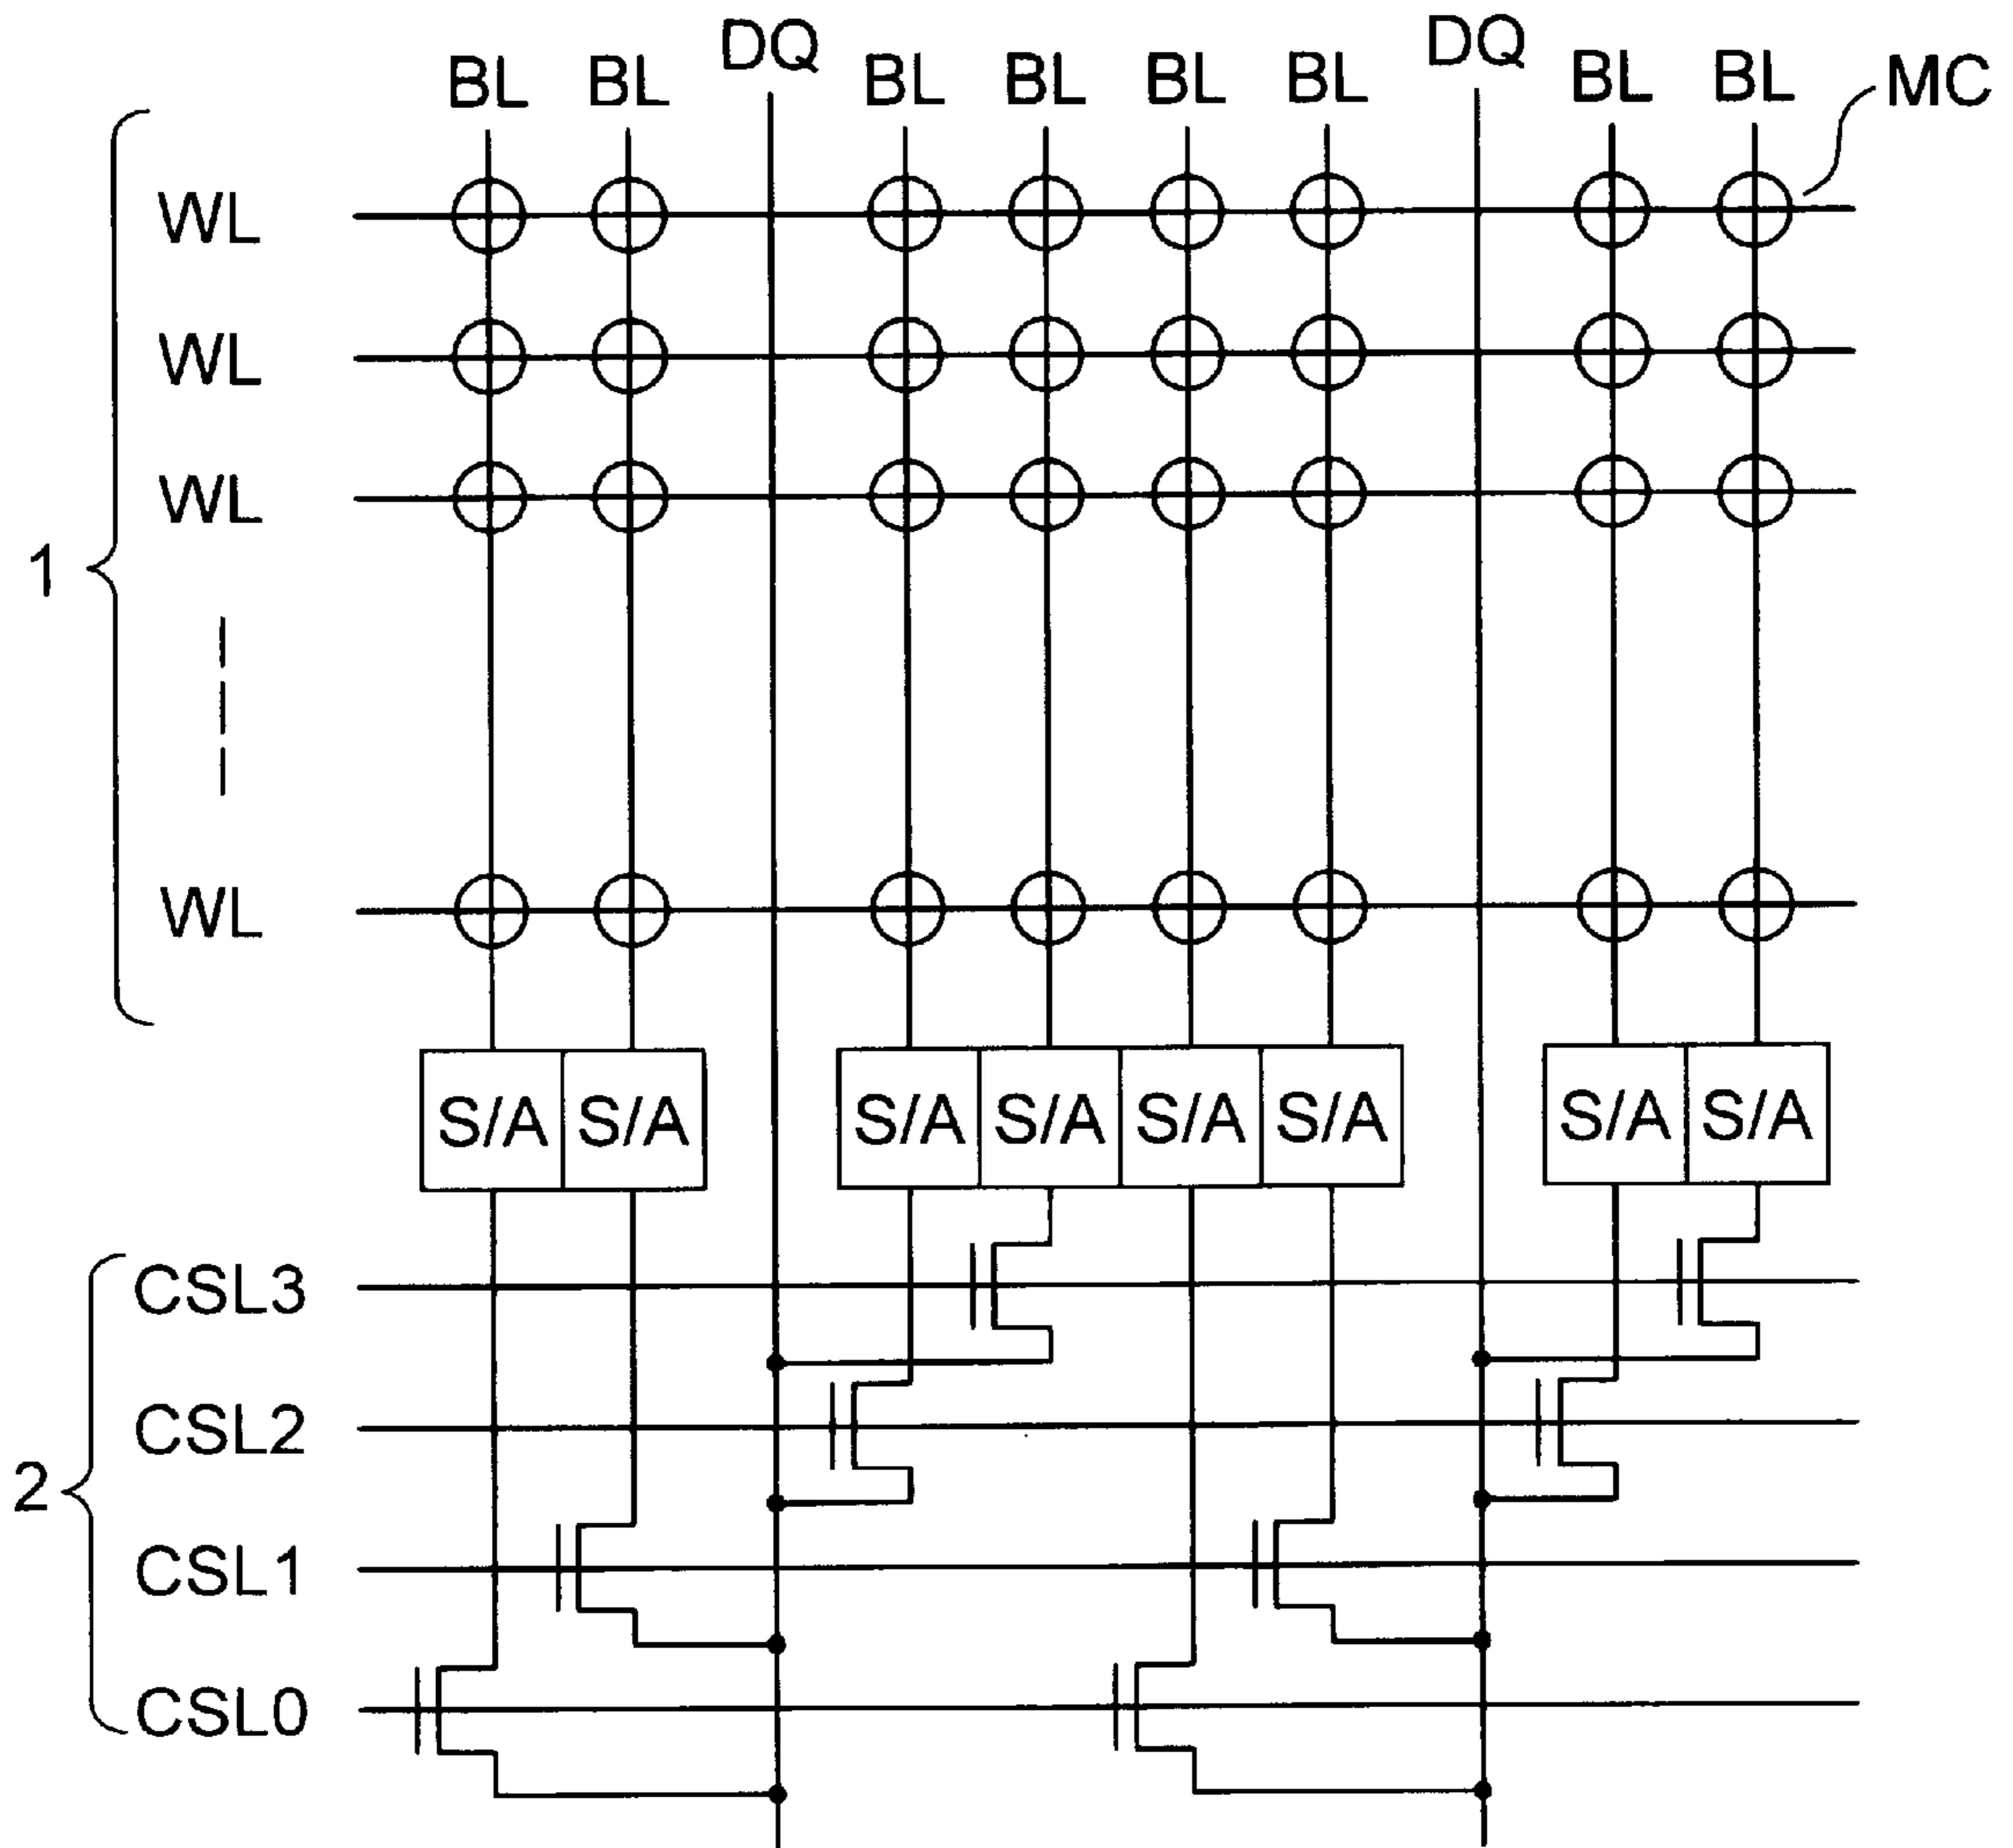 BL BL DQ BL BL BL BL DQ BL BL MC
WL
WL
WL
1
WL
S/A S/A S/A S/A S/A S/A S/A S/A
CSL3
CSL2
2
CSL1
CSL0